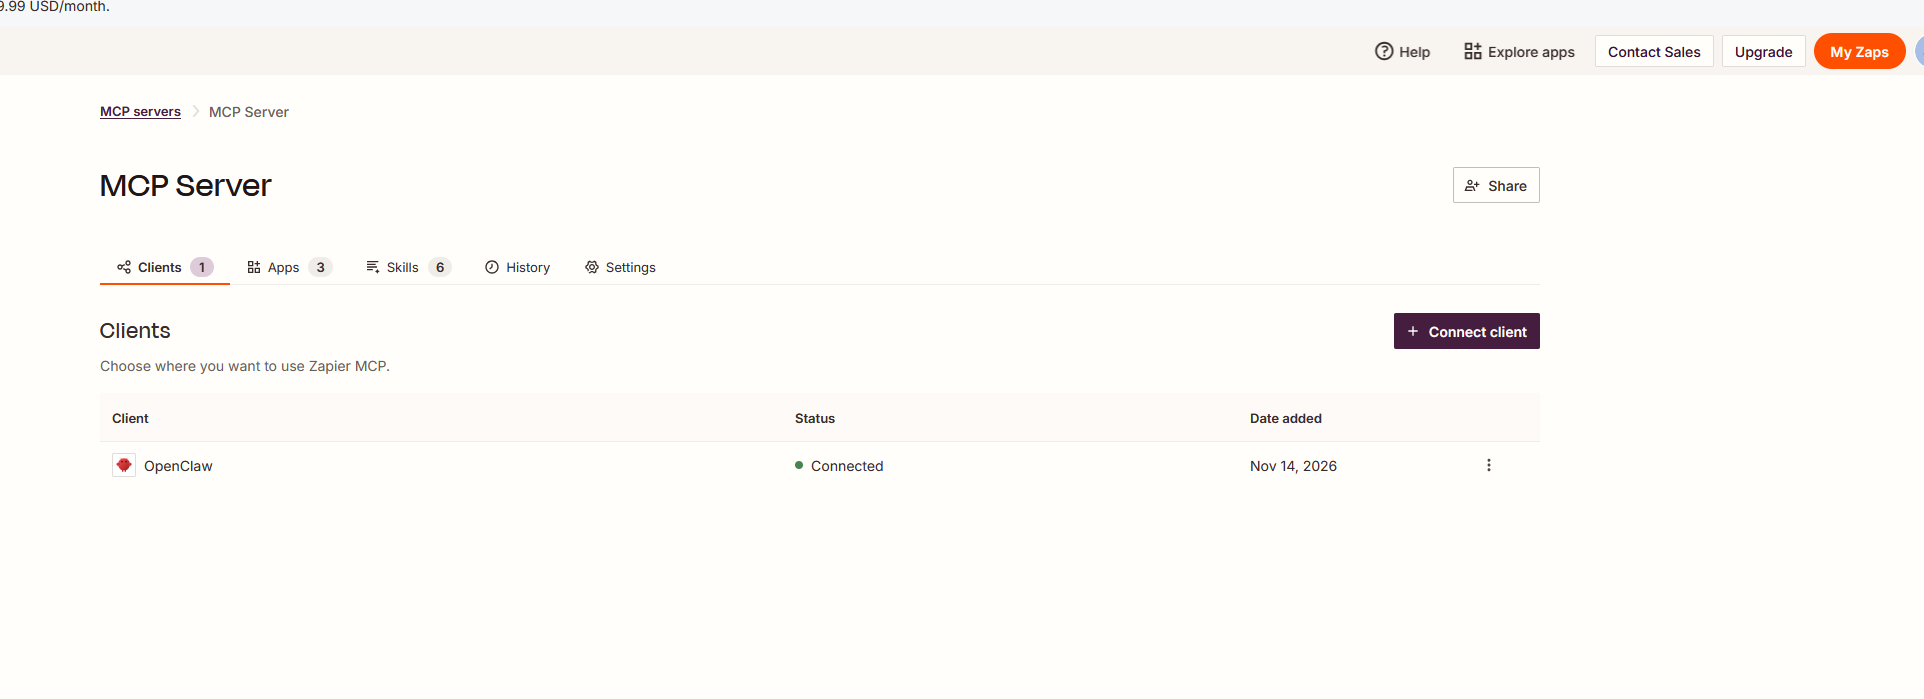 9.99 USD/month.
Help
Explore apps
Contact Sales
Upgrade
My Zaps
MCP servers
MCP Server
MCP Server
Share
Clients 1
Apps 3
Skills 6
History
Settings
Clients
+ Connect client
Choose where you want to use Zapier MCP.
Client Status Date added
OpenClaw Connected Nov 14, 2026